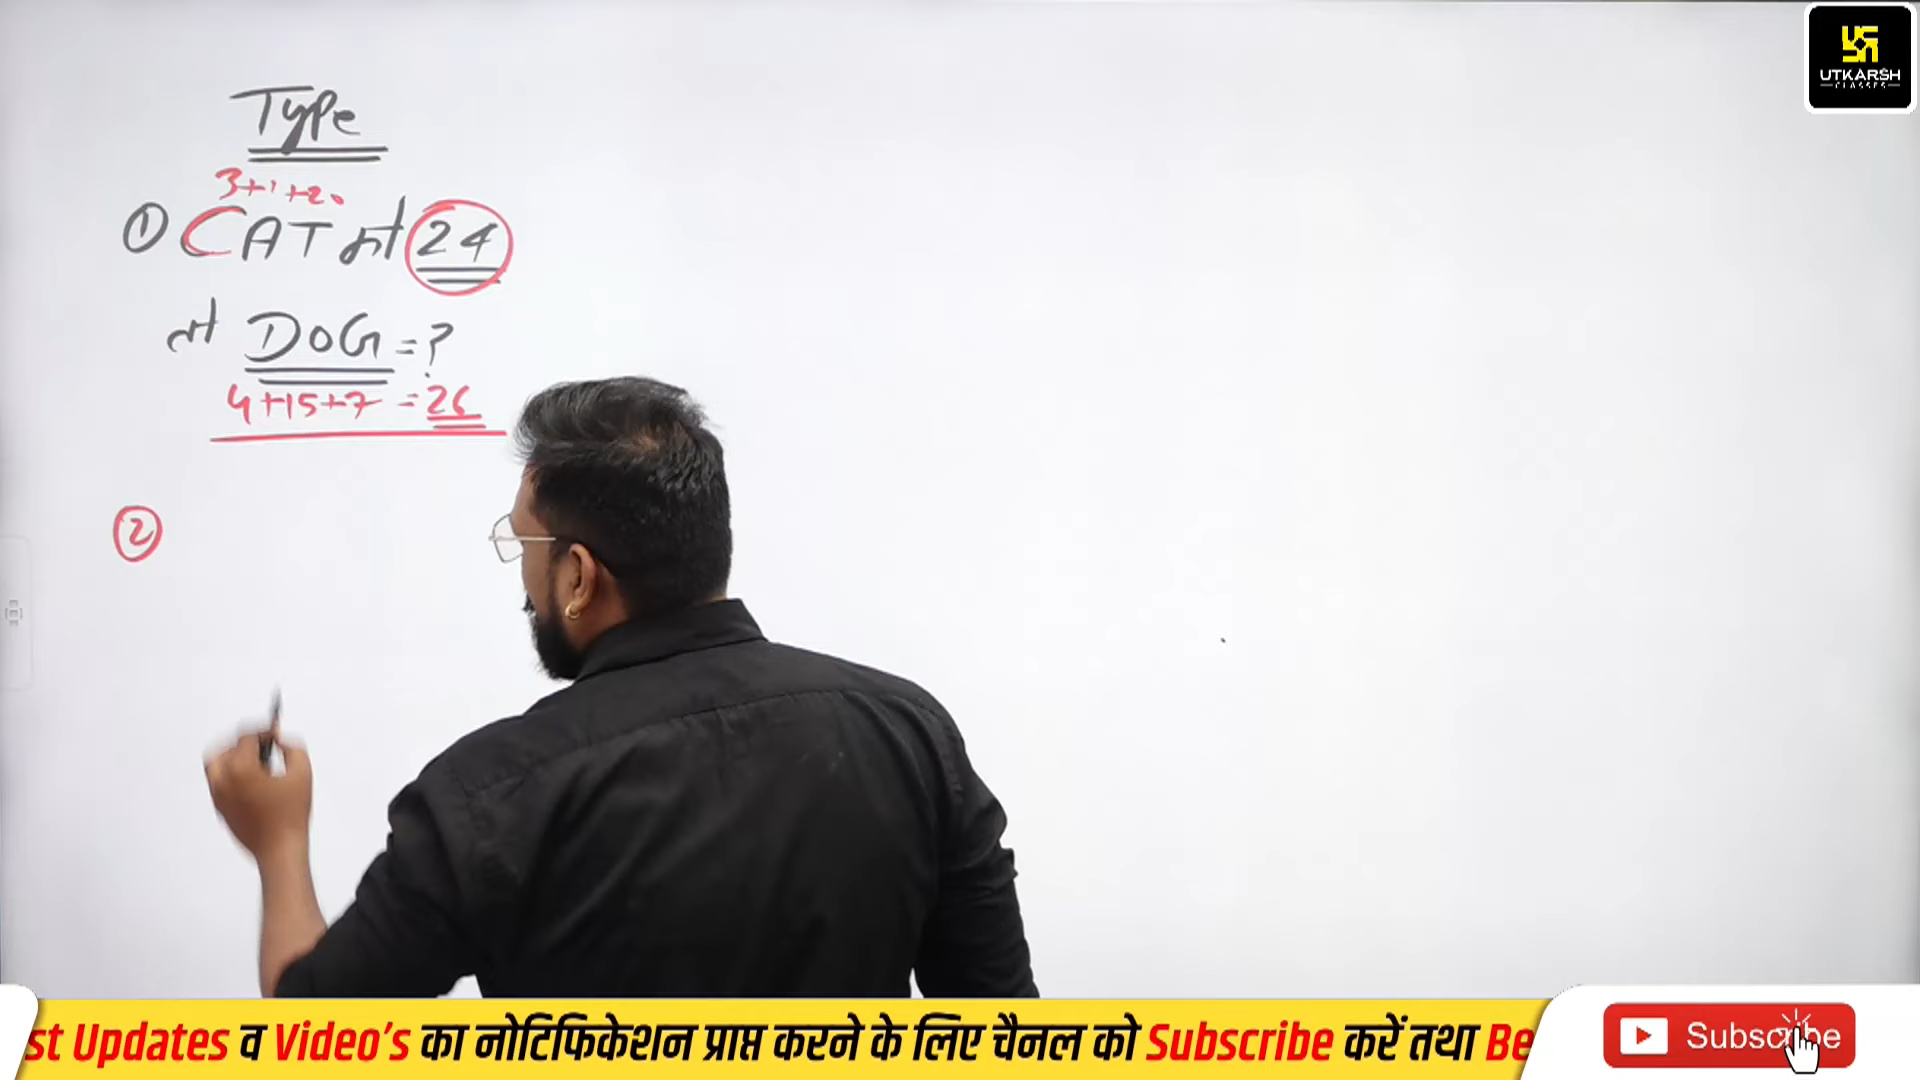 Type
3+1+20
① CAT को 24
तो DOG = ?
4+15+7 = 26
②
UTKARSH
CLASSES
st Updates व Video's का नोटिफिकेशन प्राप्त करने के लिए चैनल को Subscribe करें तथा Be
Subscribe